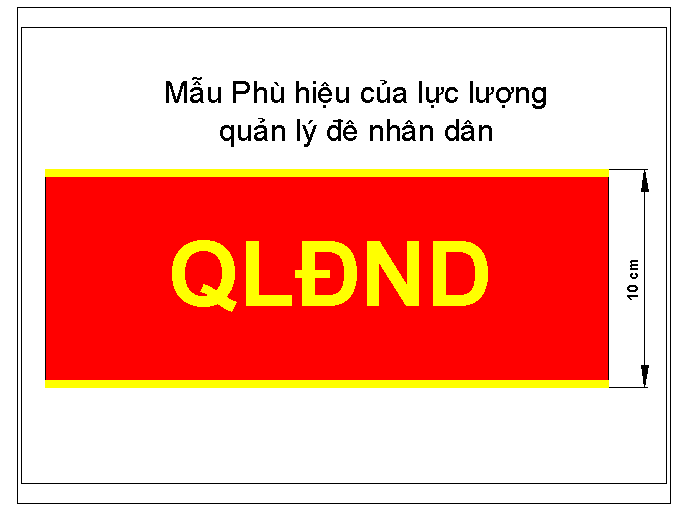 Mẫu Phù hiệu của lực lượng
quản lý đê nhân dân
QLĐND
10 cm